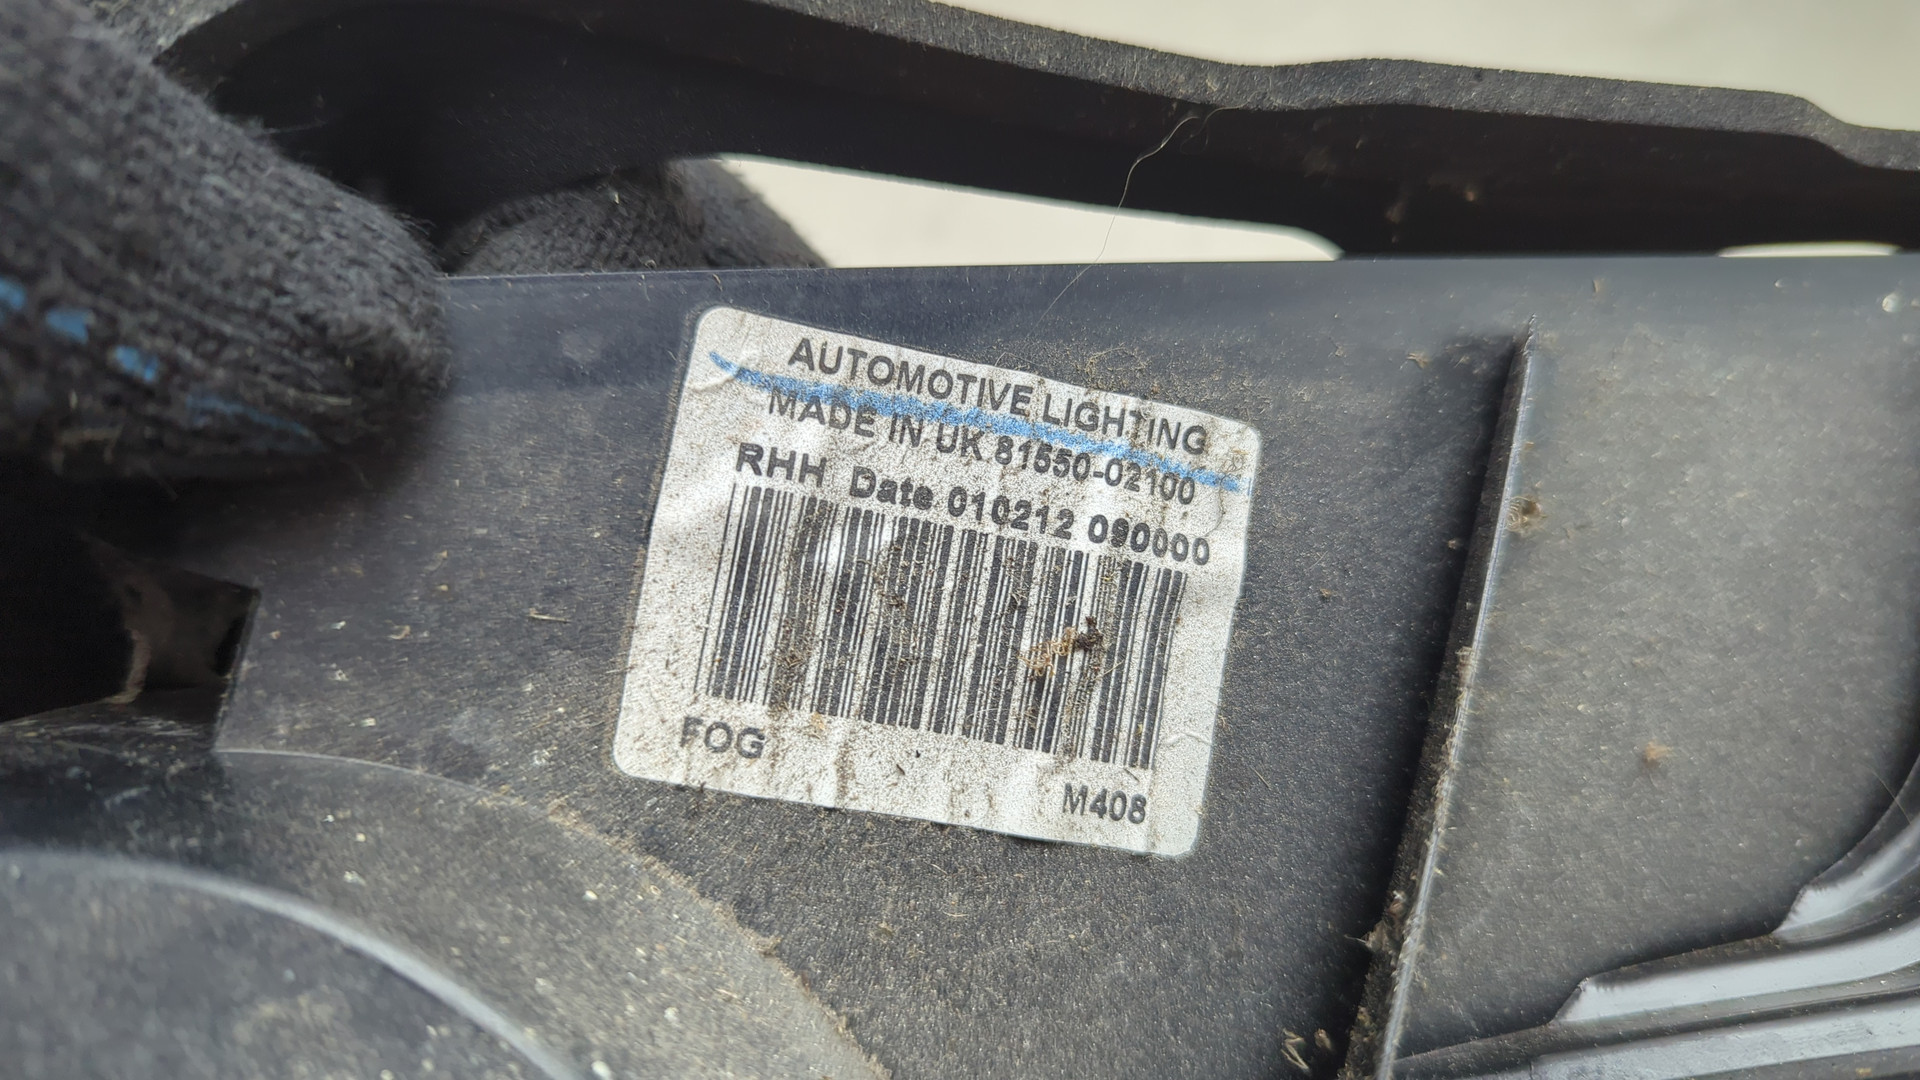 AUTOMOTIVE LIGHTING
MADE IN UK 81550-02100
RHH Date 010212 090000
FOG
M408